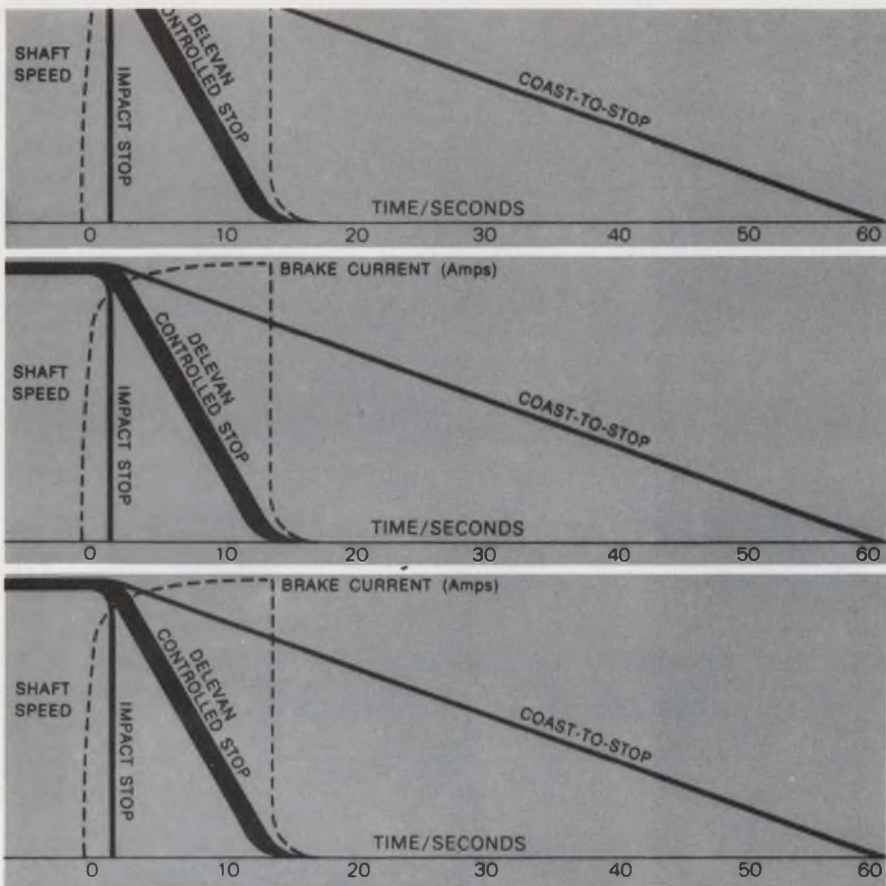 DELEVAN
CONTROLLED STOP
SHAFT
SPEED
IMPACT STOP
COAST-TO-STOP
TIME/SECONDS
0 10 20 30 40 50 60
BRAKE CURRENT (Amps)
DELEVAN
CONTROLLED STOP
SHAFT
SPEED
IMPACT STOP
COAST-TO-STOP
TIME/SECONDS
0 10 20 30 40 50 60
BRAKE CURRENT (Amps)
DELEVAN
CONTROLLED STOP
SHAFT
SPEED
IMPACT STOP
COAST-TO-STOP
TIME/SECONDS
0 10 20 30 40 50 60